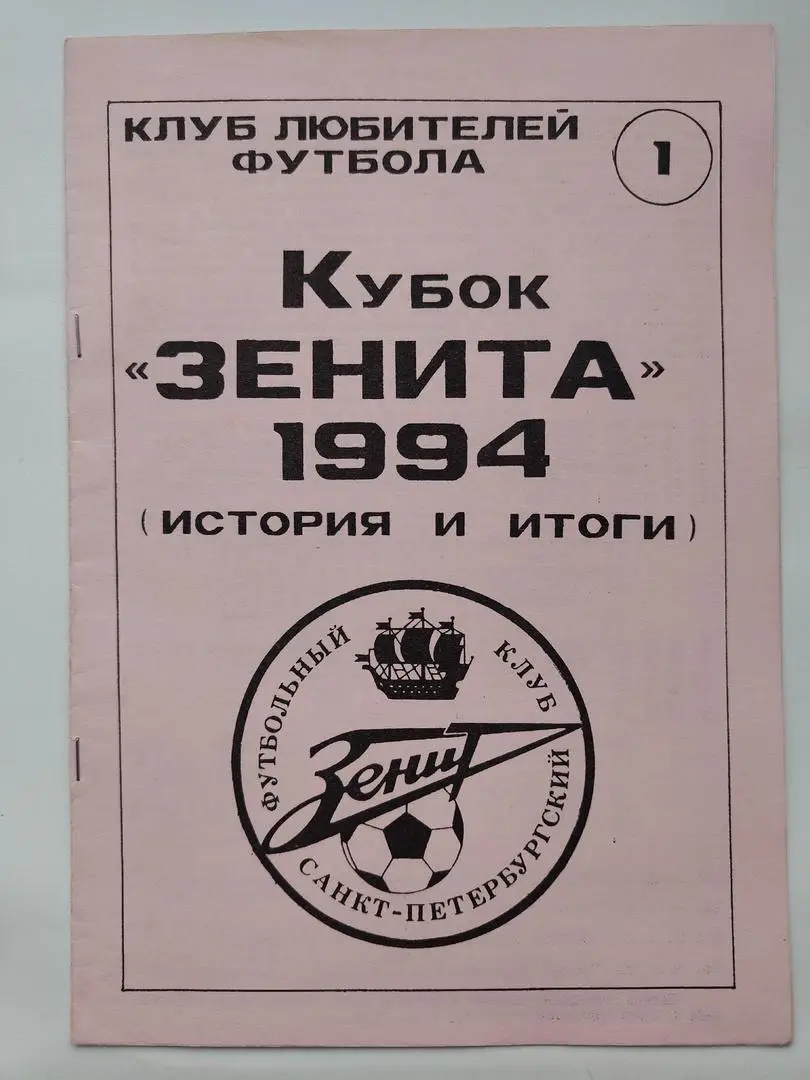 КЛУБ ЛЮБИТЕЛЕЙ
ФУТБОЛА
1
КУБОК
«ЗЕНИТА»
1994
(ИСТОРИЯ И ИТОГИ)
ФУТБОЛЬНЫЙ КЛУБ
Зенит
САНКТ-ПЕТЕРБУРГСКИЙ